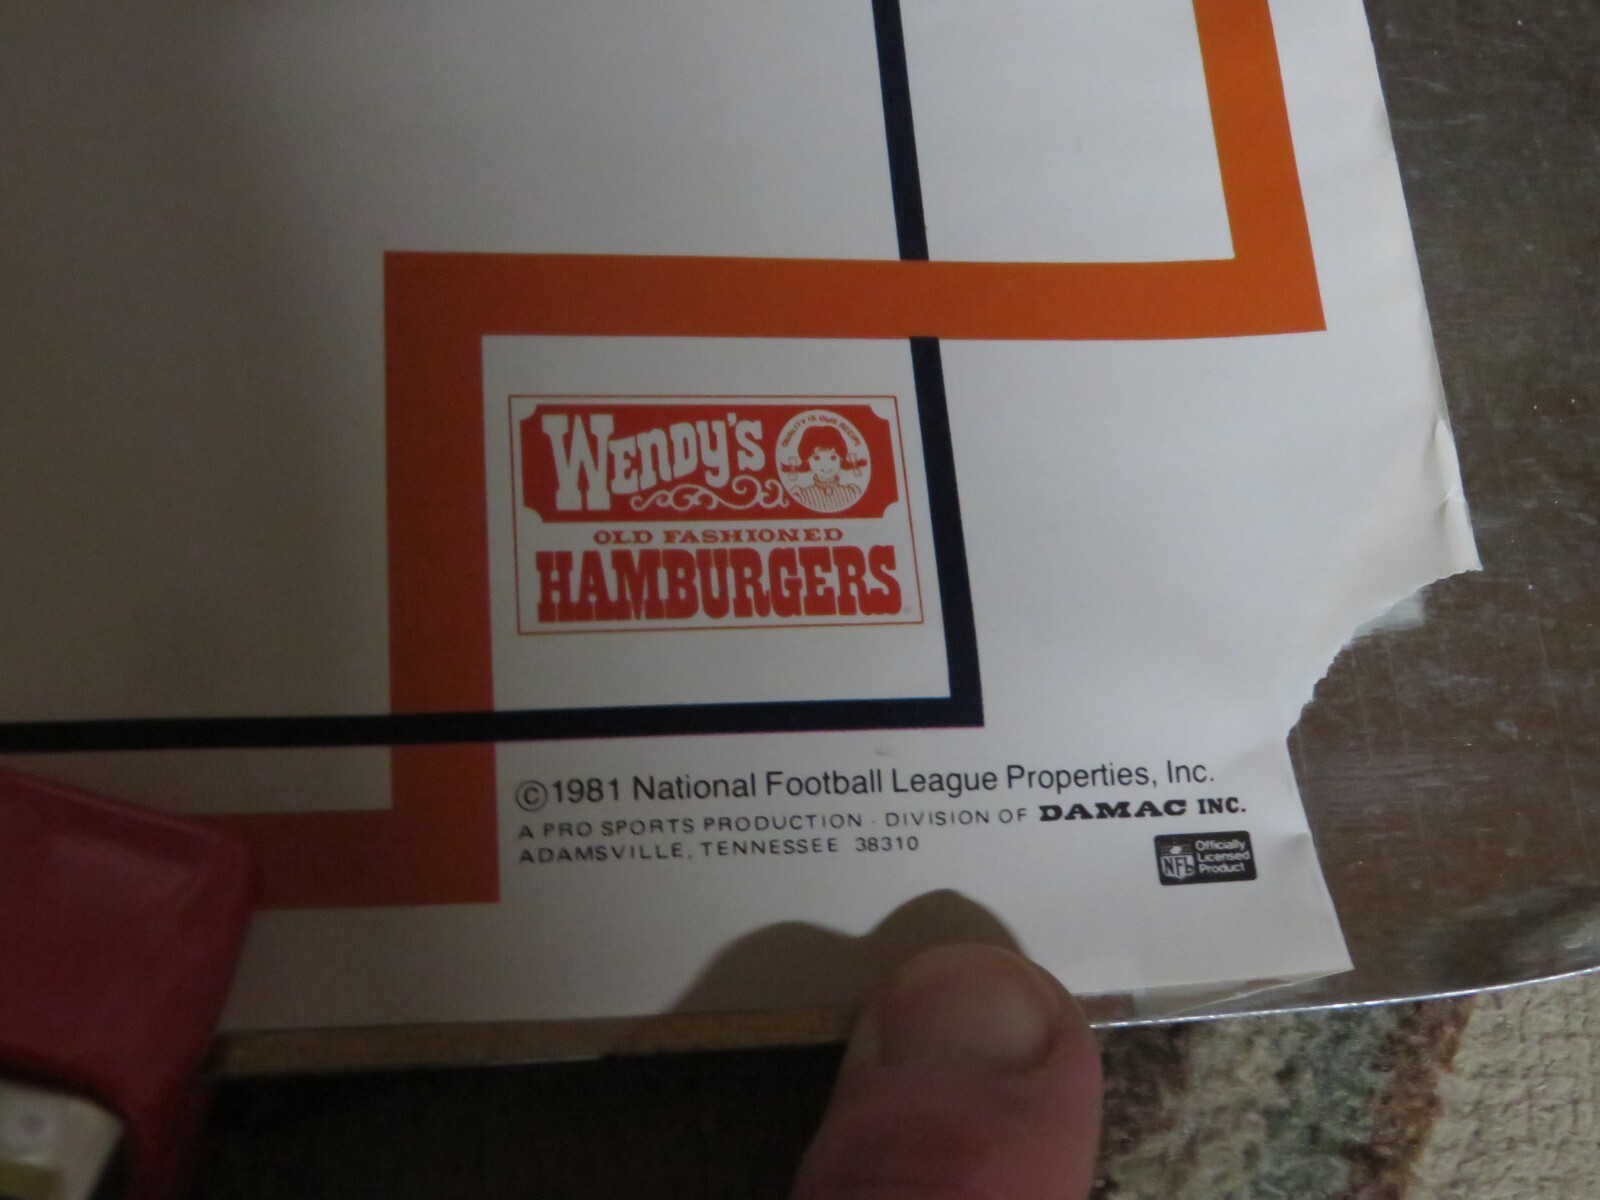 WENDY'S
QUALITY IS OUR RECIPE
OLD FASHIONED
HAMBURGERS
©1981 National Football League Properties, Inc.
A PRO SPORTS PRODUCTION · DIVISION OF DAMAC INC.
ADAMSVILLE, TENNESSEE 38310
NFL
Officially
Licensed
Product